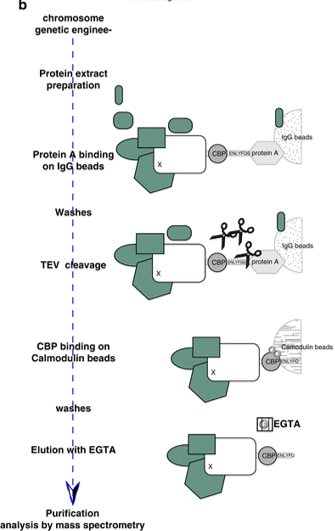 b
chromosome
genetic enginee-
Protein extract
preparation
IgG beads
X
CBP
ENLYFQG
protein A
Protein A binding
on IgG beads
Washes
IgG beads
X
CBP
ENLYFQG
protein A
TEV cleavage
Camodulin beads
CBP
ENLYFQ
X
CBP binding on
Calmodulin beads
washes
EGTA
Elution with EGTA
X
CBP
ENLYFQ
Purification
analysis by mass spectrometry